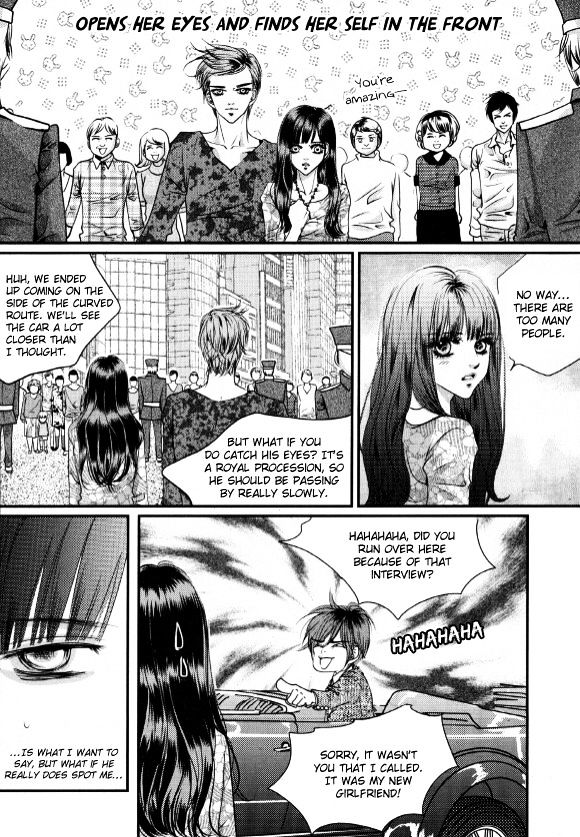 OPENS HER EYES AND FINDS HER SELF IN THE FRONT
You're
amazing...
HUH, WE ENDED
UP COMING ON THE
SIDE OF THE CURVED
ROUTE. WE'LL SEE
THE CAR A LOT
CLOSER THAN
I THOUGHT.
BUT WHAT IF YOU
DO CATCH HIS EYES? IT'S
A ROYAL PROCESSION, SO
HE SHOULD BE PASSING
BY REALLY SLOWLY.
NO WAY...
THERE ARE
TOO MANY
PEOPLE.
...IS WHAT I WANT TO
SAY, BUT WHAT IF HE
REALLY DOES SPOT ME...
HAHAHAHA, DID YOU
RUN OVER HERE
BECAUSE OF THAT
INTERVIEW?
HAHAHAHA
SORRY, IT WASN'T
YOU THAT I CALLED.
IT WAS MY NEW
GIRLFRIEND!